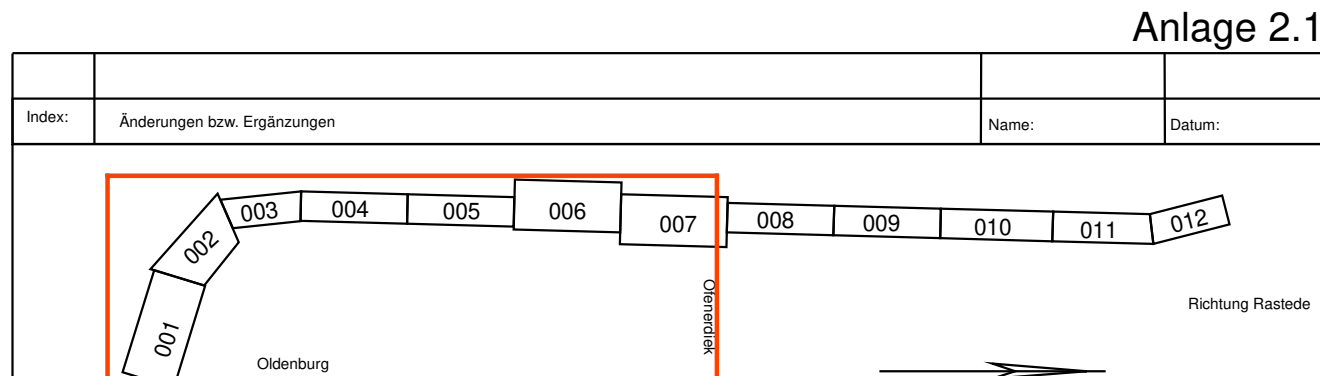 Anlage 2.1
Index:
Änderungen bzw. Ergänzungen
Name:
Datum:
003
004
005
006
007
008
009
010
011
012
002
001
Ofenerdiek
Richtung Rastede
Oldenburg